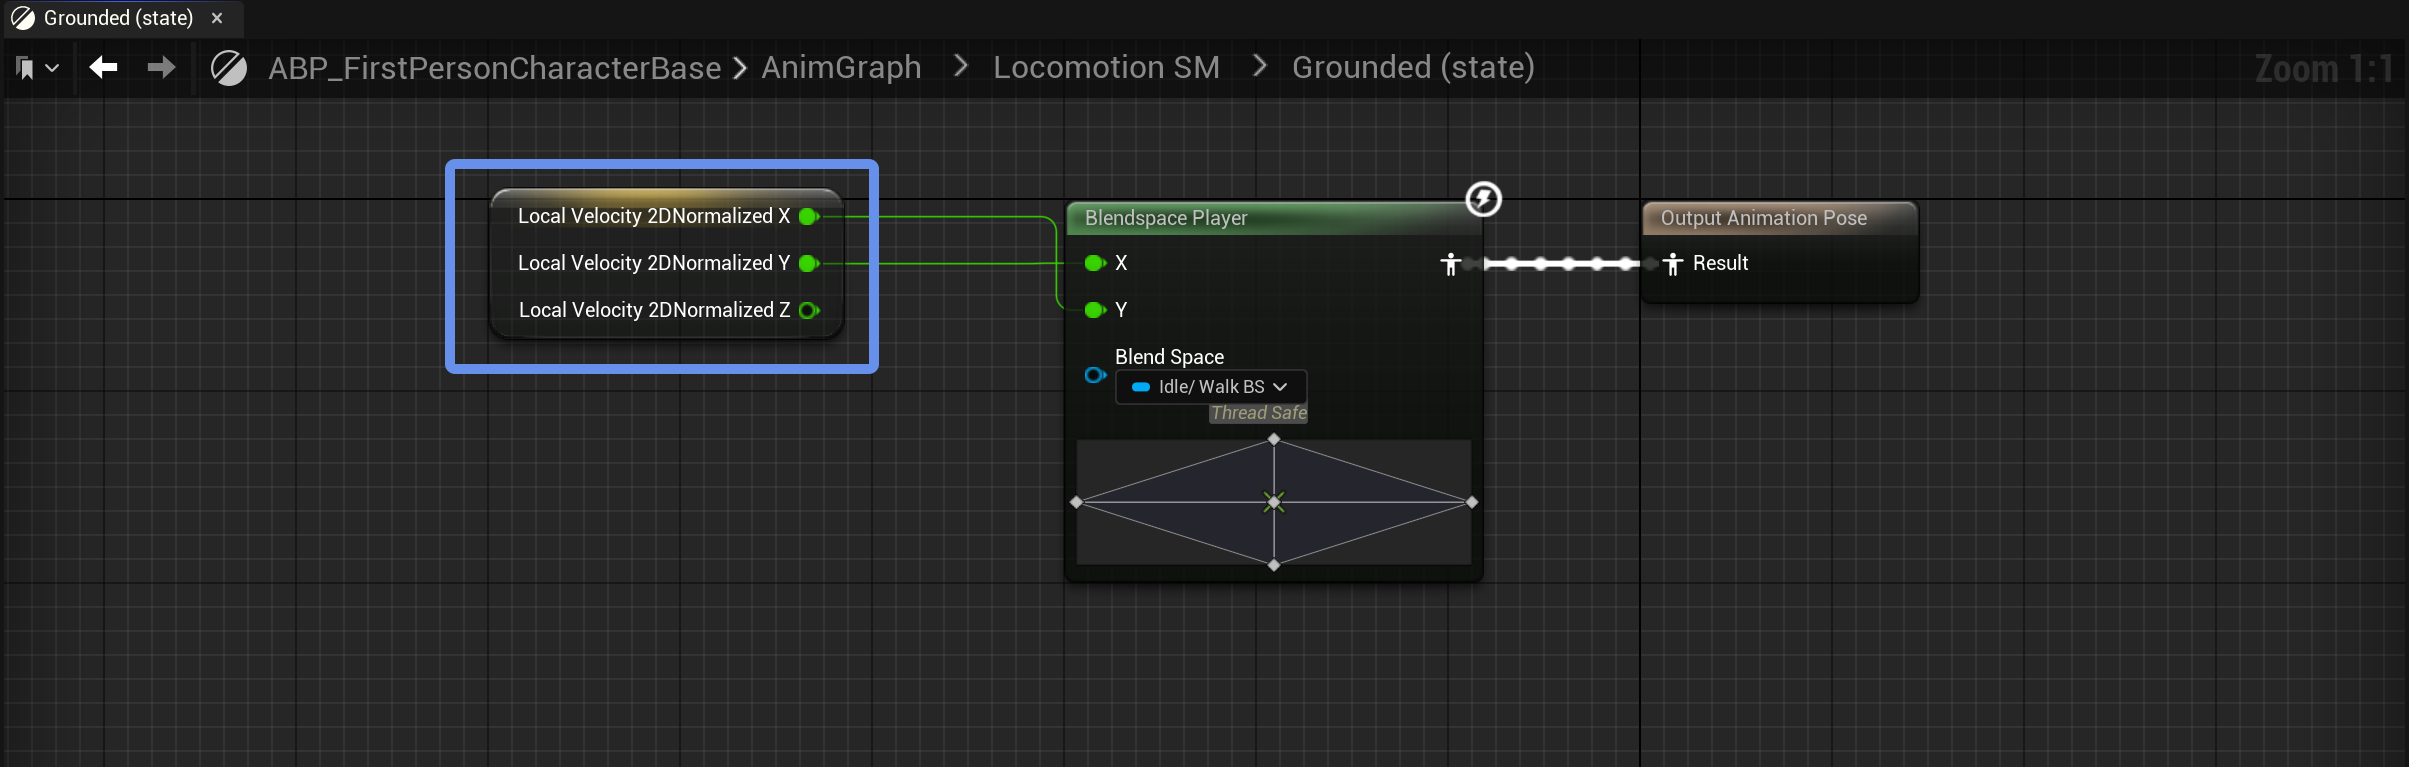 Grounded (state) ×
ABP_FirstPersonCharacterBase > AnimGraph > Locomotion SM > Grounded (state)
Zoom 1:1
Local Velocity 2DNormalized X
Local Velocity 2DNormalized Y
Local Velocity 2DNormalized Z
Blendspace Player
X
Y
Blend Space
Idle/ Walk BS
Thread Safe
Output Animation Pose
Result